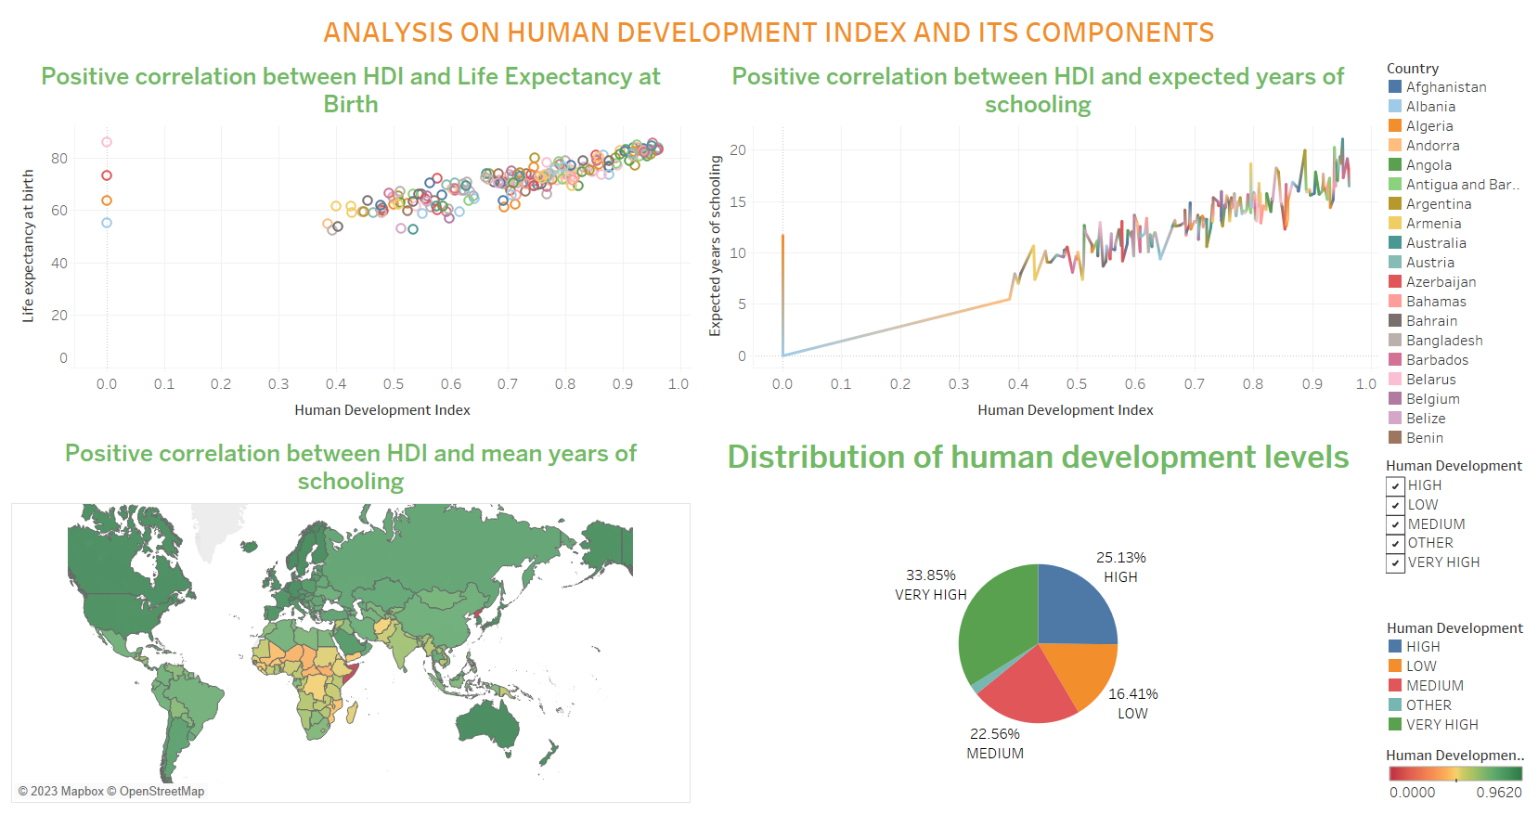 ANALYSIS ON HUMAN DEVELOPMENT INDEX AND ITS COMPONENTS
Positive correlation between HDI and Life Expectancy at
Birth
Life expectancy at birth
80
60
40
20
0
0.0 0.1 0.2 0.3 0.4 0.5 0.6 0.7 0.8 0.9 1.0
Human Development Index
Positive correlation between HDI and expected years of
schooling
Expected years of schooling
20
15
10
5
0
0.0 0.1 0.2 0.3 0.4 0.5 0.6 0.7 0.8 0.9 1.0
Human Development Index
Positive correlation between HDI and mean years of
schooling
© 2023 Mapbox © OpenStreetMap
Distribution of human development levels
25.13%
HIGH
33.85%
VERY HIGH
16.41%
LOW
22.56%
MEDIUM
Country
Afghanistan
Albania
Algeria
Andorra
Angola
Antigua and Bar..
Argentina
Armenia
Australia
Austria
Azerbaijan
Bahamas
Bahrain
Bangladesh
Barbados
Belarus
Belgium
Belize
Benin
Human Development
HIGH
LOW
MEDIUM
OTHER
VERY HIGH
Human Development
HIGH
LOW
MEDIUM
OTHER
VERY HIGH
Human Developmen..
0.0000 0.9620